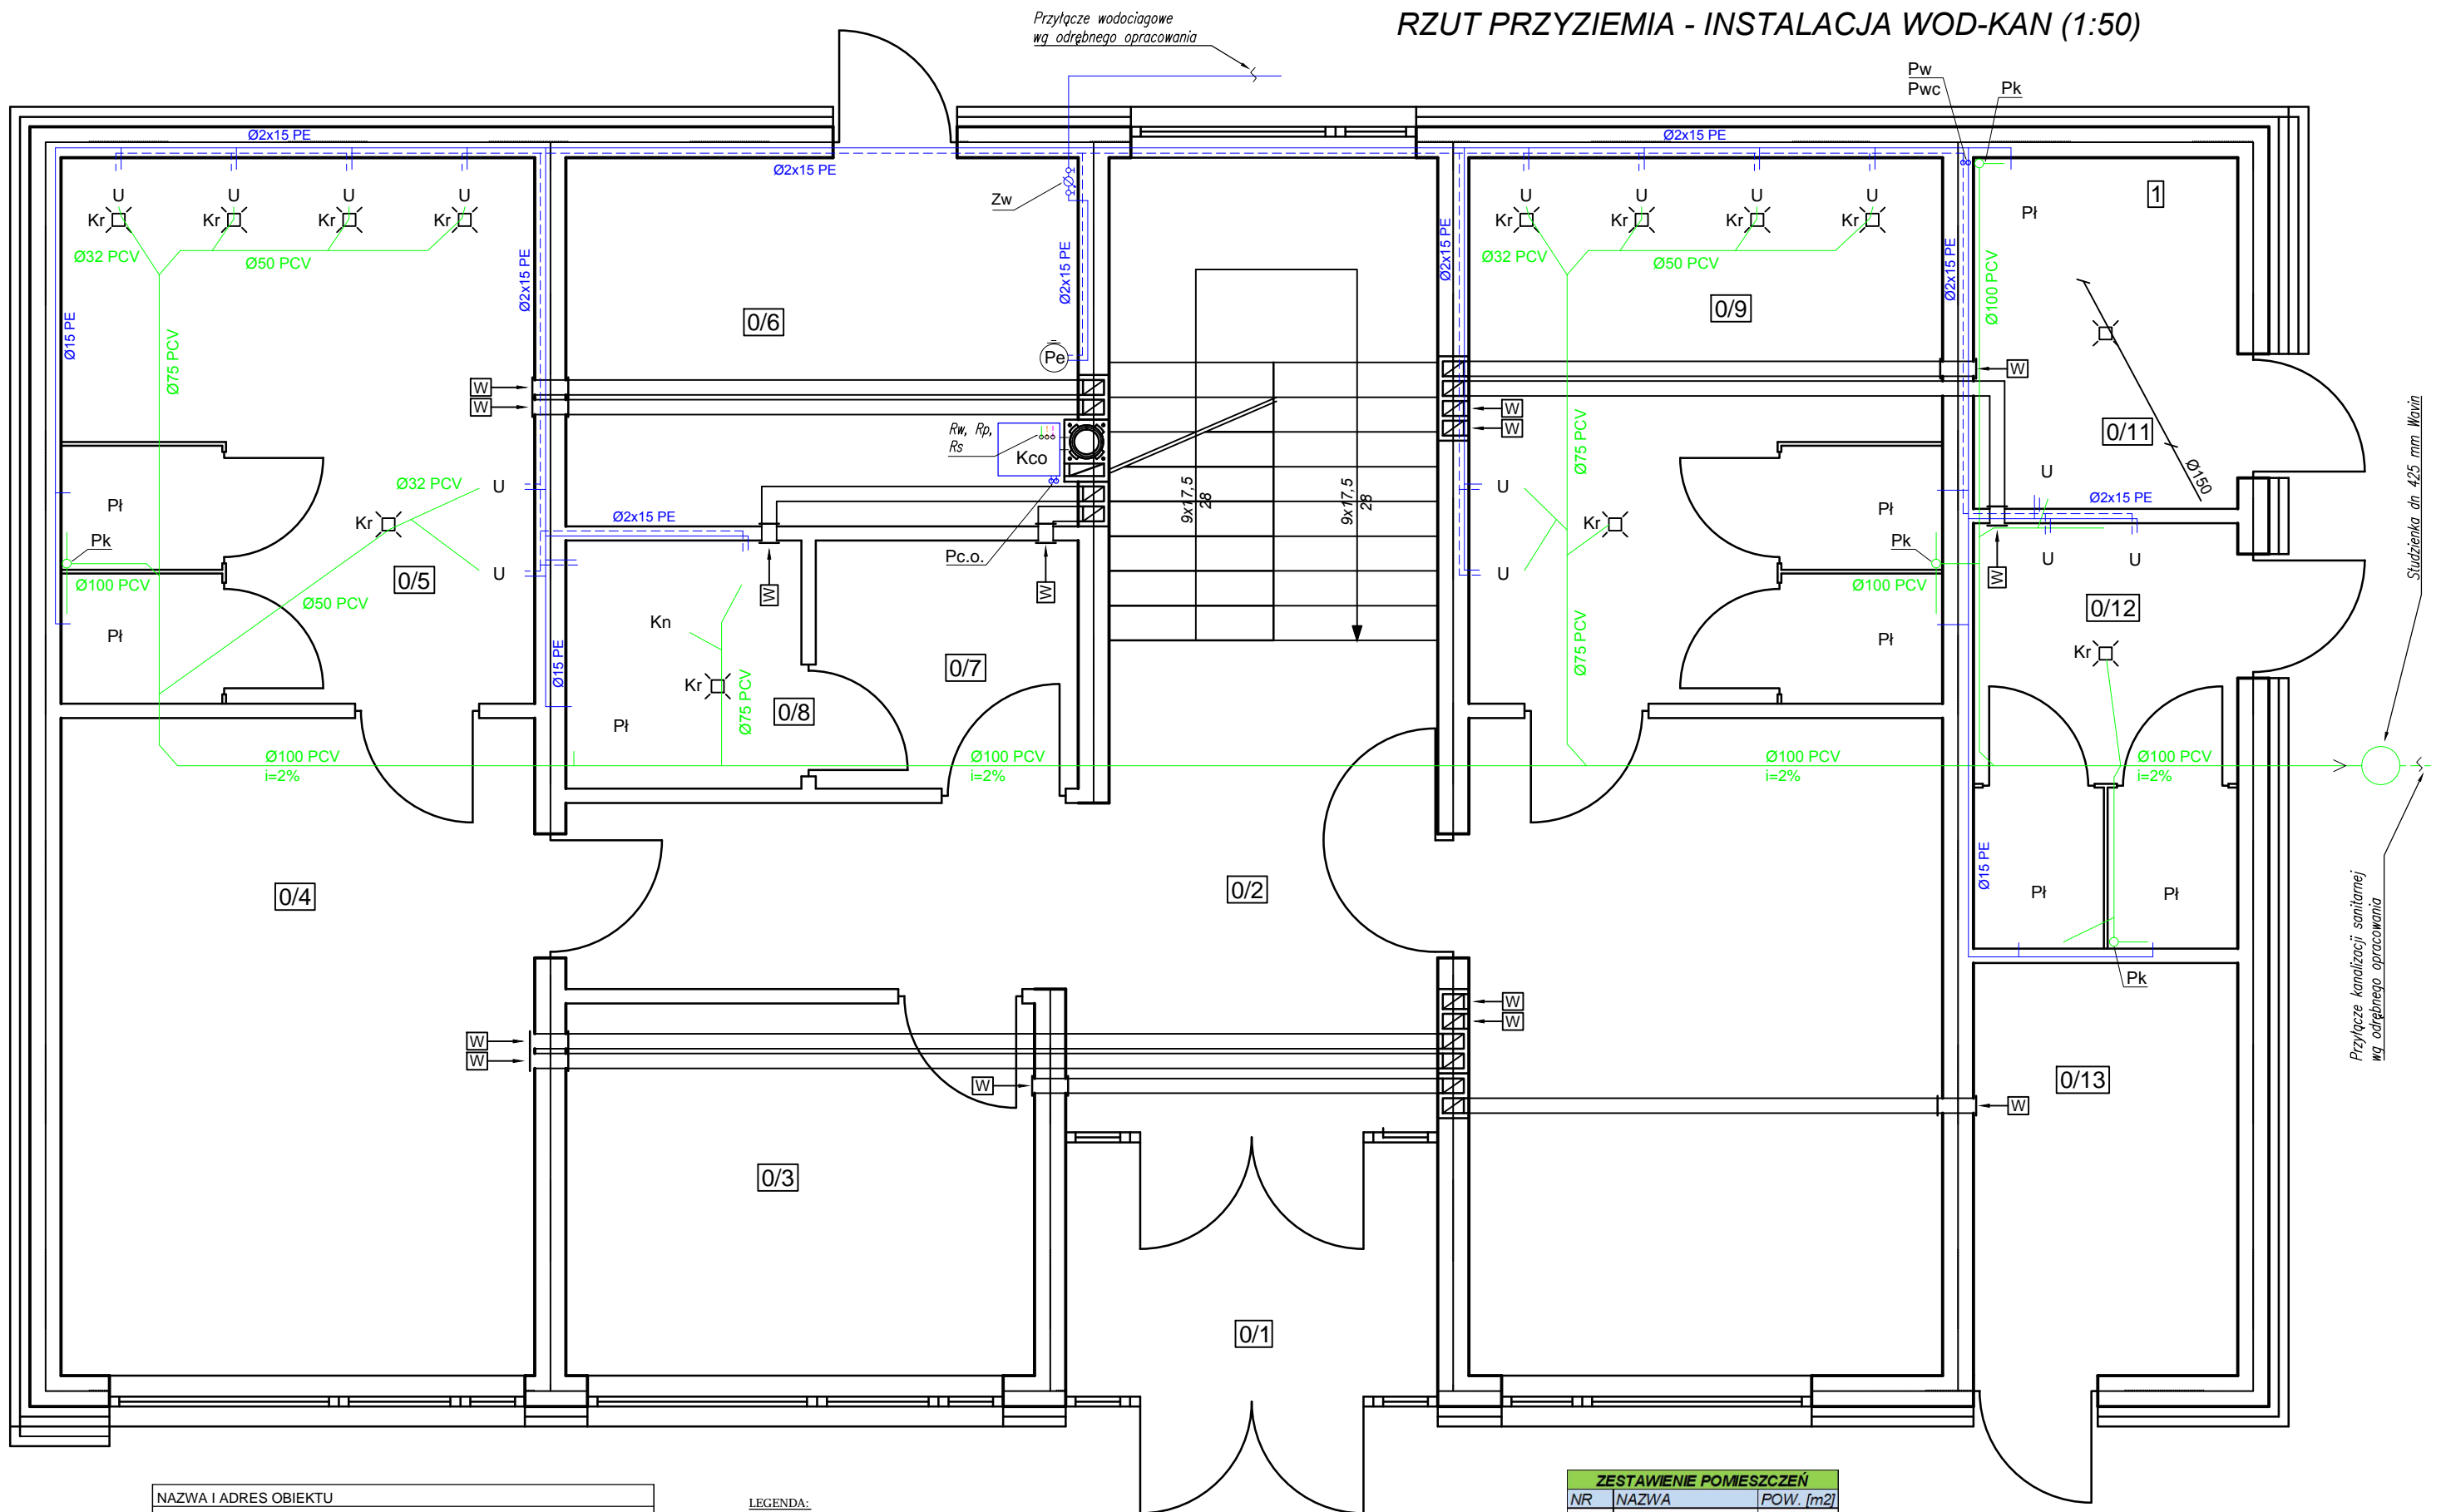 RZUT PRZYZIEMIA - INSTALACJA WOD-KAN (1:50)
Przyłącze wodociągowe
wg odrębnego opracowania
Pw
Pwc
Pk
Ø2x15 PE
Ø2x15 PE
Ø2x15 PE
Zw
U
U
U
U
Kr
Kr
Kr
Kr
Ø32 PCV
Ø50 PCV
Ø2x15 PE
Ø15 PE
Ø75 PCV
0/6
Ø2x15 PE
Pe
U
U
U
U
Kr
Kr
Kr
Kr
Ø32 PCV
Ø50 PCV
Ø2x15 PE
Ø2x15 PE
0/9
Ø100 PCV
Pł
1
W
W
W
W
W
Rw, Rp,
Rs
Kco
0/11
Ø150
U
Ø2x15 PE
Ø32 PCV
U
Kr
U
Pł
Pk
Ø100 PCV
Ø50 PCV
0/5
Pł
Ø2x15 PE
Pc.o.
W
W
Kn
Kr
Ø75 PCV
Ø15 PE
Pł
0/8
0/7
9x17,5
28
9x17,5
28
Ø75 PCV
U
Kr
U
Ø75 PCV
Pł
Pk
Ø100 PCV
Pł
W
U
U
0/12
Kr
Studzienka dn 425 mm Wavin
Ø100 PCV
i=2%
Ø100 PCV
i=2%
Ø100 PCV
i=2%
Ø100 PCV
i=2%
0/4
0/2
Ø15 PE
Pł
Pł
Pk
Przyłącze kanalizacji sanitarnej
wg odrębnego opracowania
W
W
W
W
W
W
0/13
0/3
0/1
NAZWA I ADRES OBIEKTU
LEGENDA:
ZESTAWIENIE POMIESZCZEŃ
NR NAZWA POW. [m2]